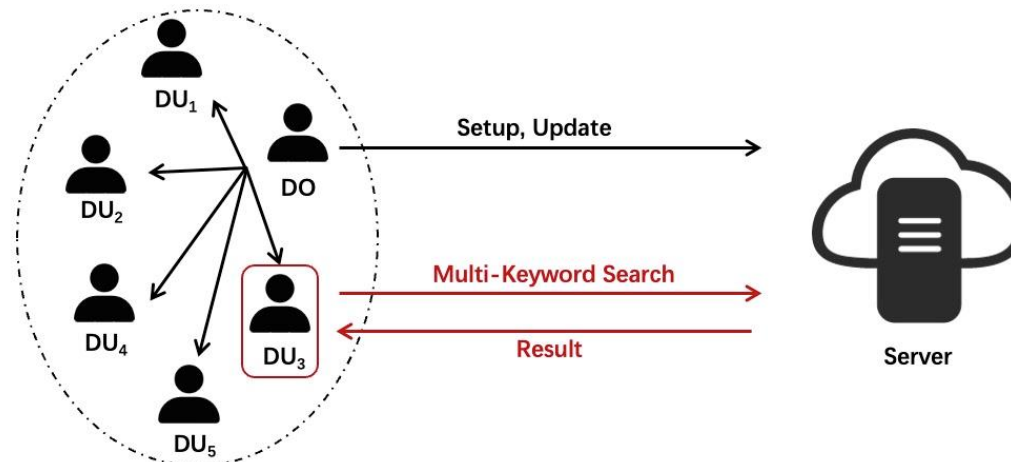 DU₁
Setup, Update
DO
DU₂
Multi-Keyword Search
DU₄
DU₃
Result
Server
DU₅